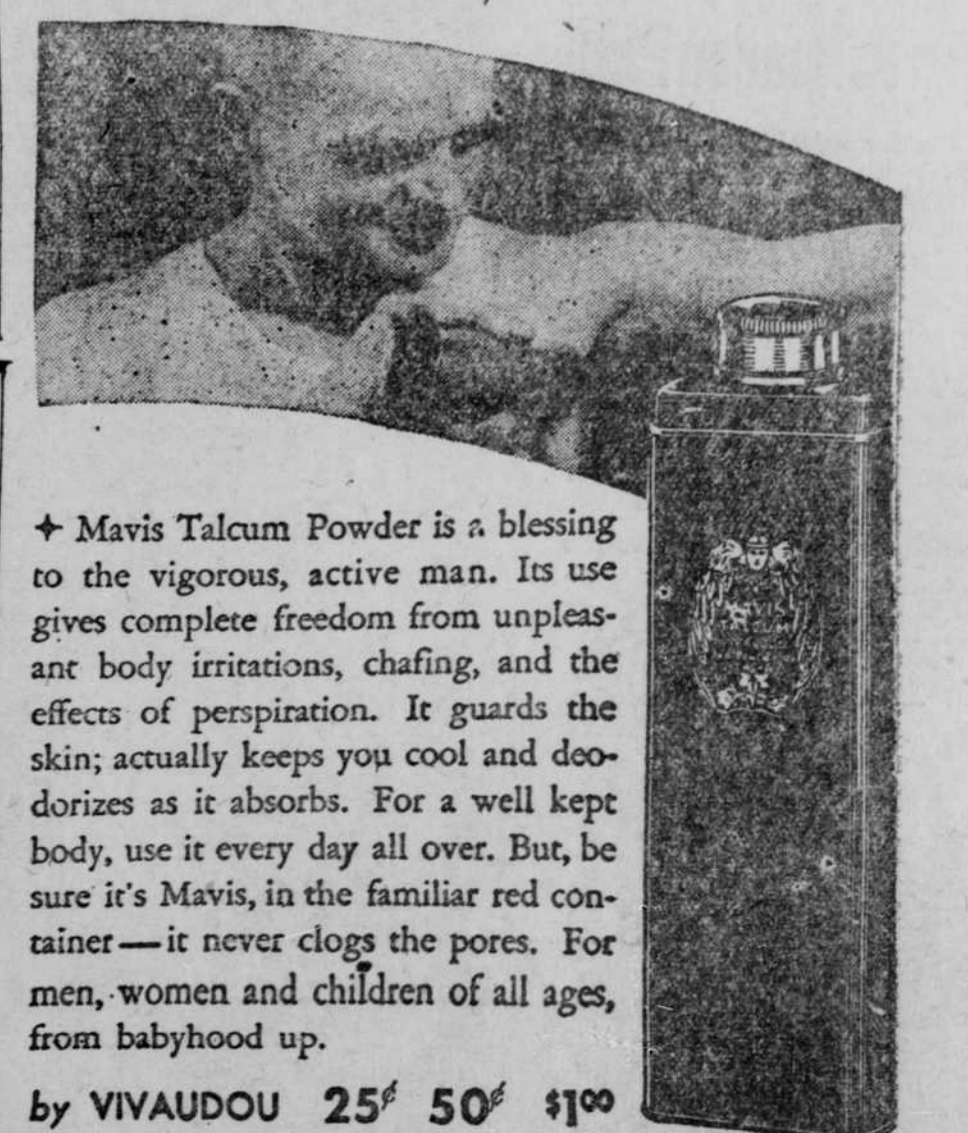 ✦ Mavis Talcum Powder is a blessing
to the vigorous, active man. Its use
gives complete freedom from unpleas-
ant body irritations, chafing, and the
effects of perspiration. It guards the
skin; actually keeps you cool and deo-
dorizes as it absorbs. For a well kept
body, use it every day all over. But, be
sure it's Mavis, in the familiar red con-
tainer—it never clogs the pores. For
men, women and children of all ages,
from babyhood up.
by VIVAUDOU 25¢ 50¢ $1.00